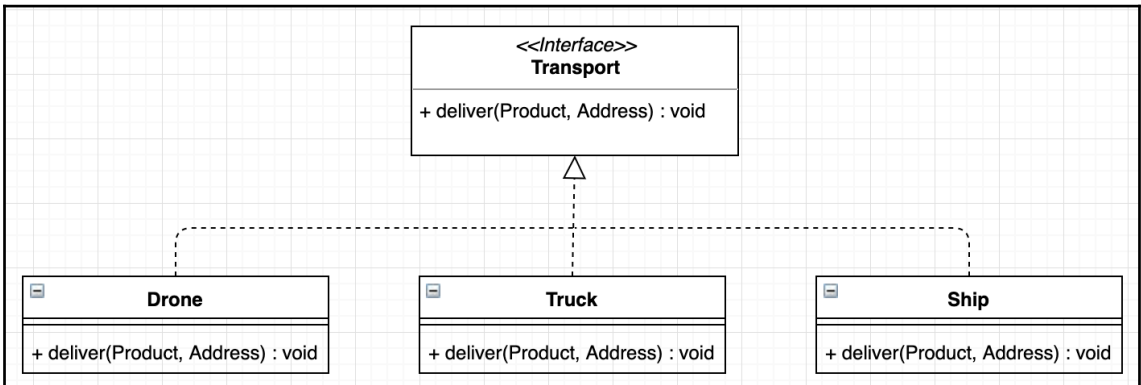 <<Interface>>
Transport
+ deliver(Product, Address) : void
Drone
Truck
Ship
+ deliver(Product, Address) : void
+ deliver(Product, Address) : void
+ deliver(Product, Address) : void